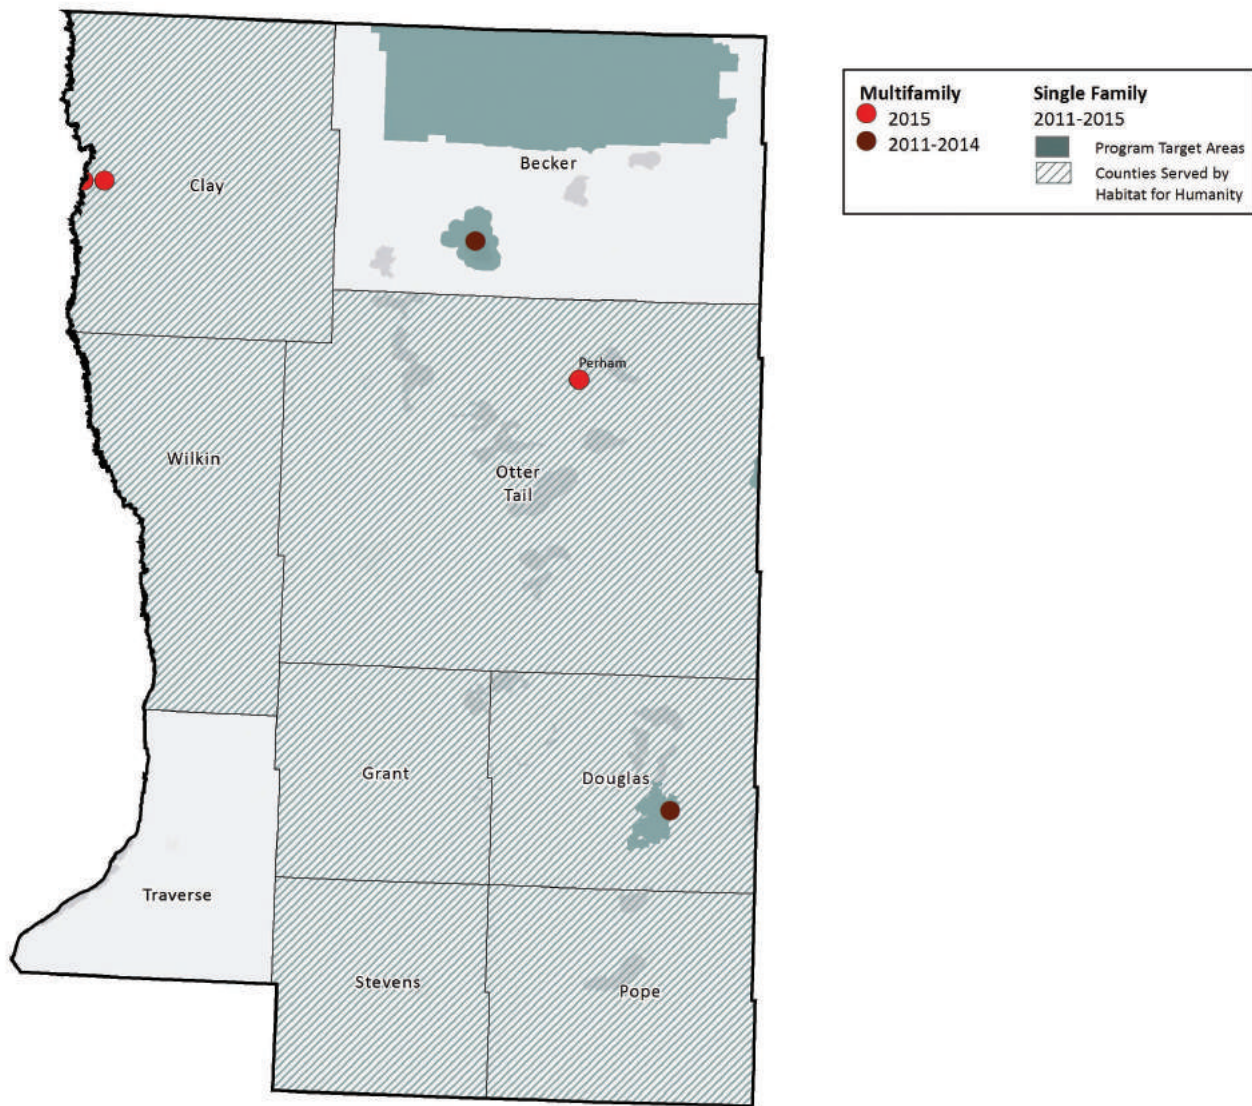 Multifamily
2015
2011-2014
Single Family
2011-2015
Program Target Areas
Counties Served by
Habitat for Humanity
Becker
Clay
Perham
Wilkin
Otter
Tail
Grant
Douglas
Traverse
Stevens
Pope